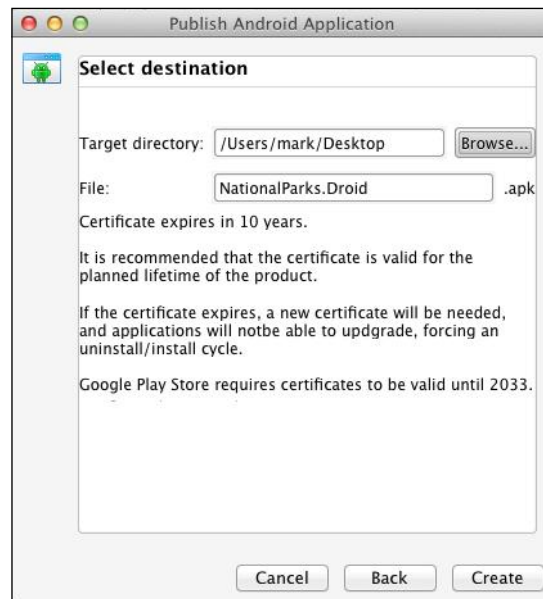 Publish Android Application
Select destination
Target directory: /Users/mark/Desktop Browse...
File: NationalParks.Droid .apk
Certificate expires in 10 years.
It is recommended that the certificate is valid for the
planned lifetime of the product.
If the certificate expires, a new certificate will be needed,
and applications will notbe able to updgrade, forcing an
uninstall/install cycle.
Google Play Store requires certificates to be valid until 2033.
Cancel Back Create